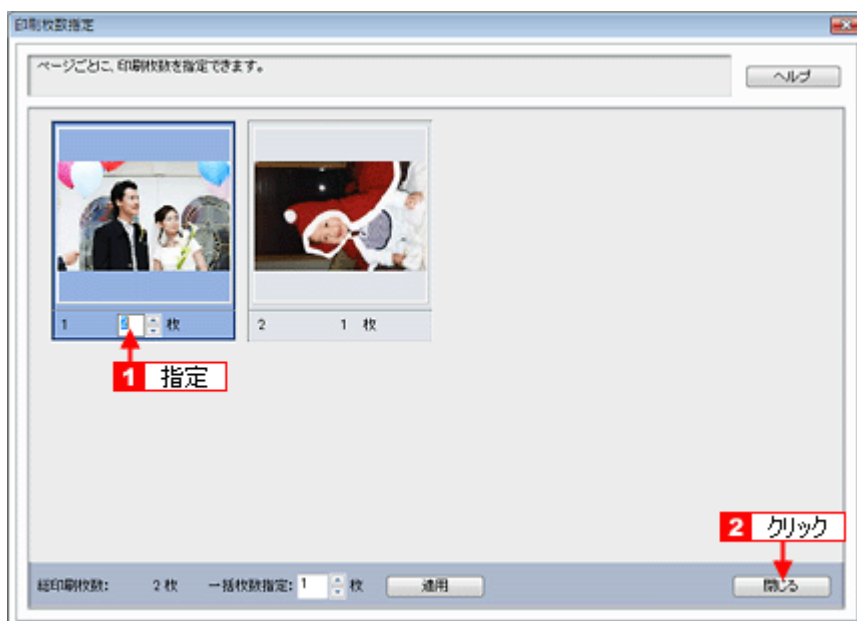 印刷枚数指定
ページごとに、印刷枚数を指定できます。
ヘルプ
1 枚
2 1 枚
1 指定
2 クリック
総印刷枚数: 2 枚 一括枚数指定: 1 枚 適用 閉じる